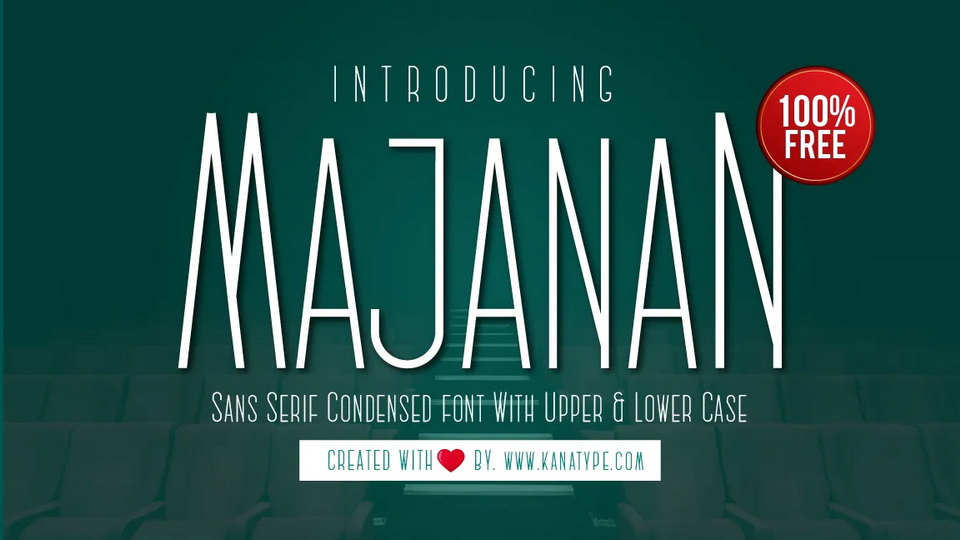 INTRODUCING
100%
FREE
MAJANAN
SANS SERIF CONDENSED FONT WITH UPPER & LOWER CASE
CREATED WITH ❤ BY. WWW.KANATYPE.COM